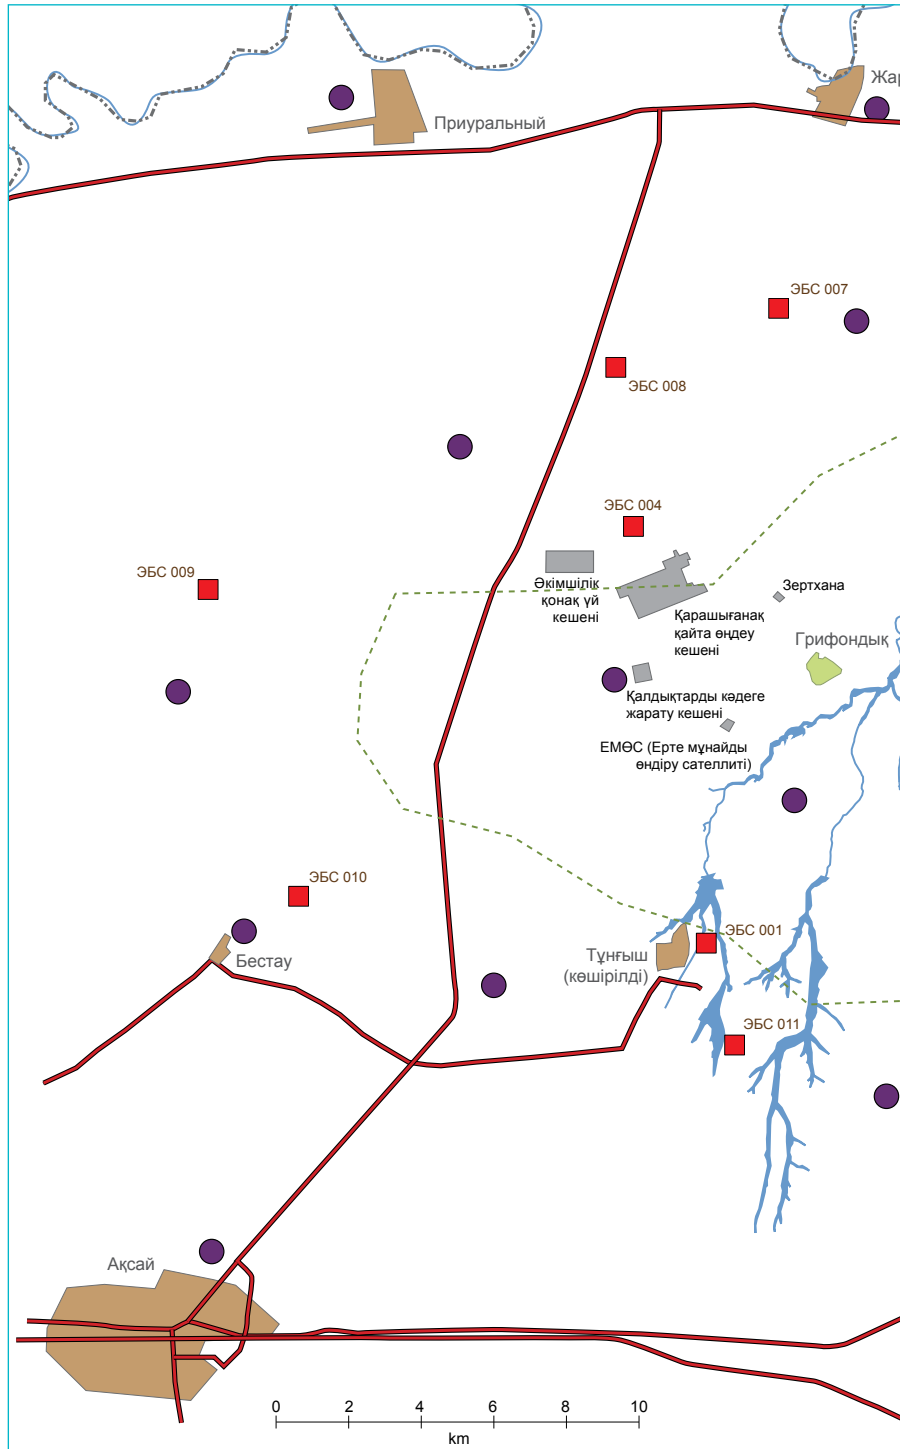 Жар
Приуральный
ЭБС 007
ЭБС 008
ЭБС 004
ЭБС 009
Әкімшілік
қонақ үй
кешені
Зертхана
Қарашығанақ
қайта өңдеу
кешені
Грифондық
Қалдықтарды кәдеге
жарату кешені
ЕМӨС (Ерте мұнайды
өндіру сателлиті)
ЭБС 010
ЭБС 001
Бестау
Тұнғыш
(көшірілді)
ЭБС 011
Ақсай
0 2 4 6 8 10
km